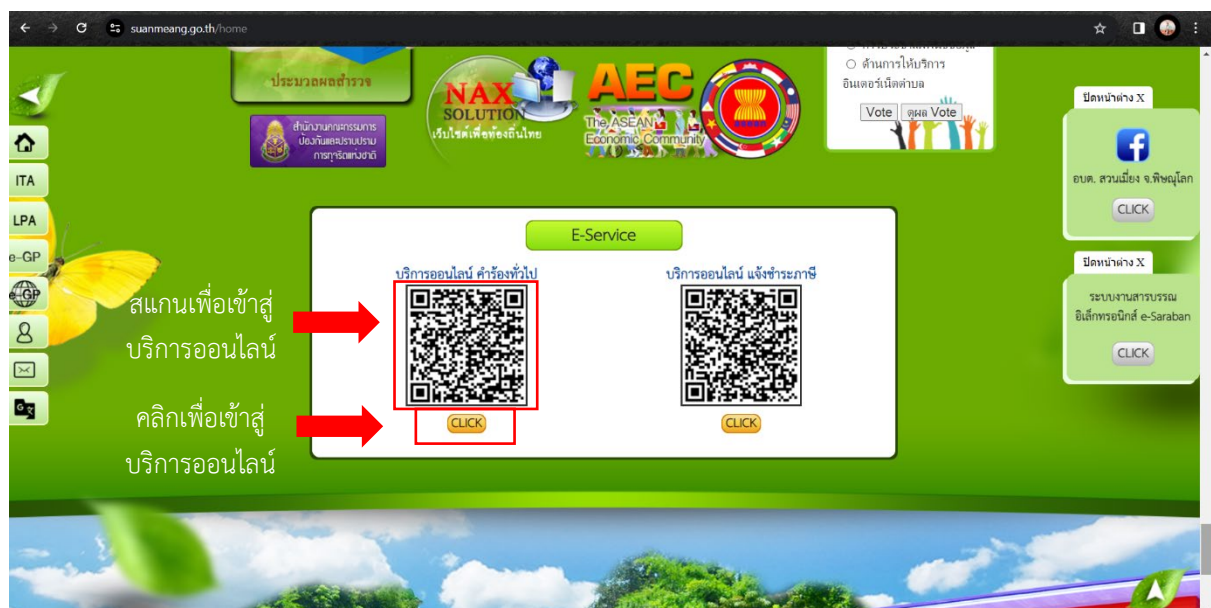 suanmeang.go.th/home
ด้านการให้บริการ
อินเตอร์เน็ตตำบล
Vote ดูผล Vote
ประมวลผลสำรวจ
สำนักงานคณะกรรมการ
ป้องกันและปราบปราม
การทุจริตแห่งชาติ
NAX
SOLUTION
เว็บไซต์เพื่อท้องถิ่นไทย
AEC
The ASEAN
Economic Community
ITA
LPA
e-GP
e-GP
ปิดหน้าต่าง X
อบต. สวนเมี่ยง จ.พิษณุโลก
CLICK
ปิดหน้าต่าง X
ระบบงานสารบรรณ
อิเล็กทรอนิกส์ e-Saraban
CLICK
E-Service
บริการออนไลน์ คำร้องทั่วไป
บริการออนไลน์ แจ้งชำระภาษี
สแกนเพื่อเข้าสู่
บริการออนไลน์
คลิกเพื่อเข้าสู่
บริการออนไลน์
CLICK
CLICK